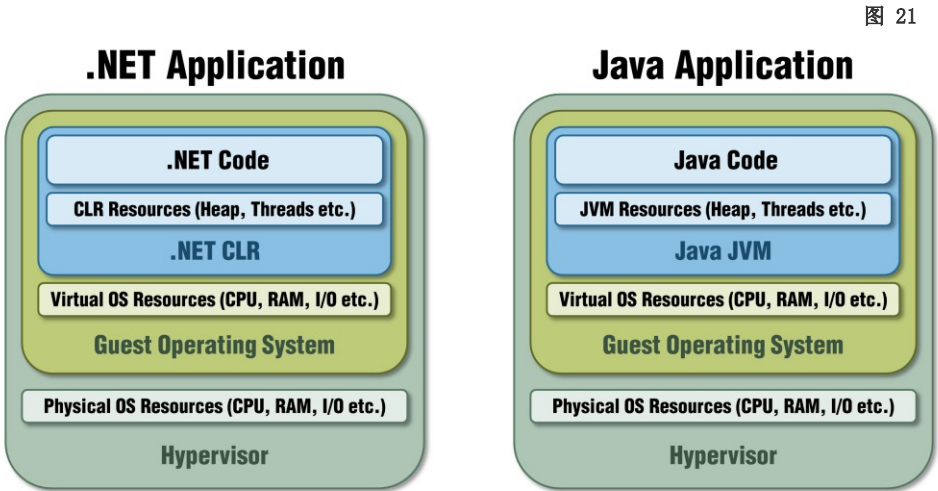 图 21
.NET Application
.NET Code
CLR Resources (Heap, Threads etc.)
.NET CLR
Virtual OS Resources (CPU, RAM, I/O etc.)
Guest Operating System
Physical OS Resources (CPU, RAM, I/O etc.)
Hypervisor
Java Application
Java Code
JVM Resources (Heap, Threads etc.)
Java JVM
Virtual OS Resources (CPU, RAM, I/O etc.)
Guest Operating System
Physical OS Resources (CPU, RAM, I/O etc.)
Hypervisor